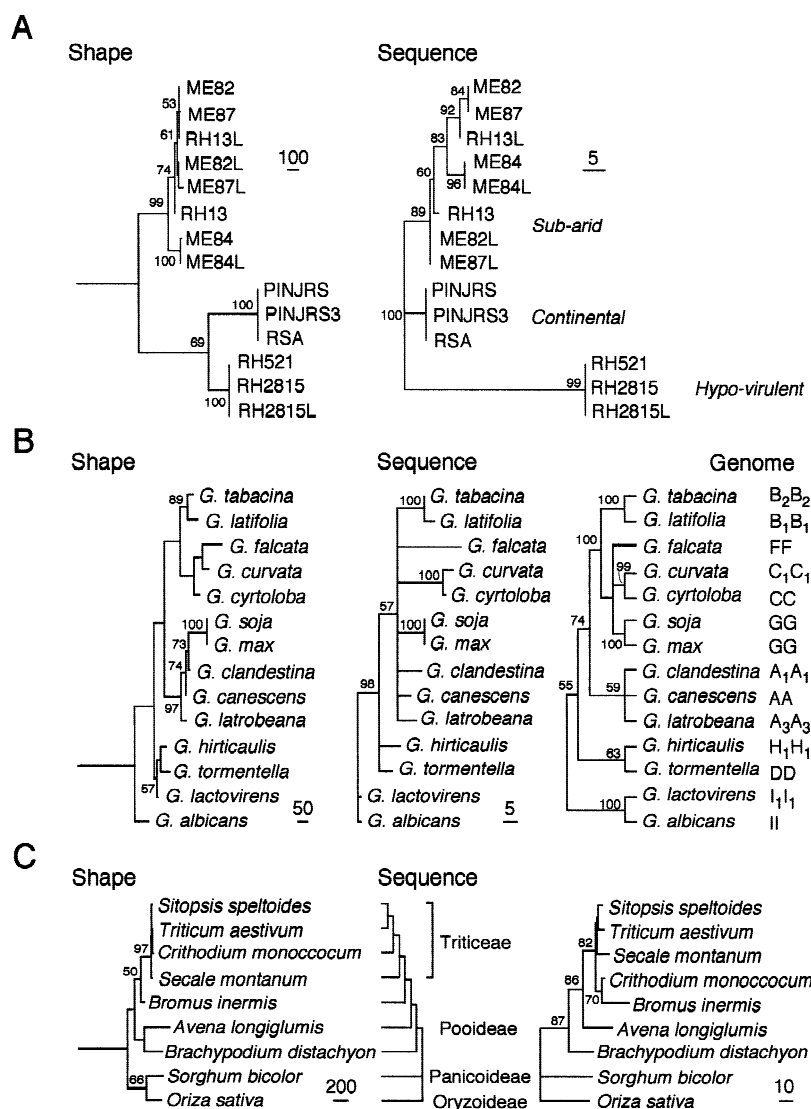 A
Shape
Sequence
53
ME82
ME87
61
RH13L
74
ME82L
ME87L
99
RH13
ME84
100
ME84L
100
PINJRS
100
PINJRS3
RSA
69
RH521
RH2815
100
RH2815L
84
ME82
92
ME87
83
RH13L
ME84
96
ME84L
5
60
RH13
89
ME82L
ME87L
Sub-arid
PINJRS
100
PINJRS3
RSA
Continental
RH521
99
RH2815
RH2815L
Hypo-virulent
B
Shape
Sequence
Genome
89
G. tabacina
G. latifolia
G. falcata
G. curvata
G. cyrtoloba
100
G. soja
73
G. max
74
G. clandestina
G. canescens
97
G. latrobeana
G. hirticaulis
G. tormentella
57
G. lactovirens
50
G. albicans
100
G. tabacina
G. latifolia
G. falcata
100
G. curvata
G. cyrtoloba
57
G. soja
100
G. max
G. clandestina
98
G. canescens
G. latrobeana
G. hirticaulis
G. tormentella
G. lactovirens
5
G. albicans
100
G. tabacina B2B2
G. latifolia B1B1
100
G. falcata FF
99
G. curvata C1C1
G. cyrtoloba CC
74
G. soja GG
100
G. max GG
G. clandestina A1A1
55
59
G. canescens AA
G. latrobeana A3A3
G. hirticaulis H1H1
63
G. tormentella DD
G. lactovirens I1I1
100
G. albicans II
C
Shape
Sequence
Sitopsis speltoides
Triticum aestivum
97
Crithodium monoccocum
50
Secale montanum
Bromus inermis
Avena longiglumis
Brachypodium distachyon
66
Sorghum bicolor
200
Oriza sativa
Triticeae
Pooideae
Panicoideae
Oryzoideae
Sitopsis speltoides
Triticum aestivum
82
Secale montanum
86
Crithodium monoccocum
70
Bromus inermis
87
Avena longiglumis
Brachypodium distachyon
Sorghum bicolor
10
Oriza sativa